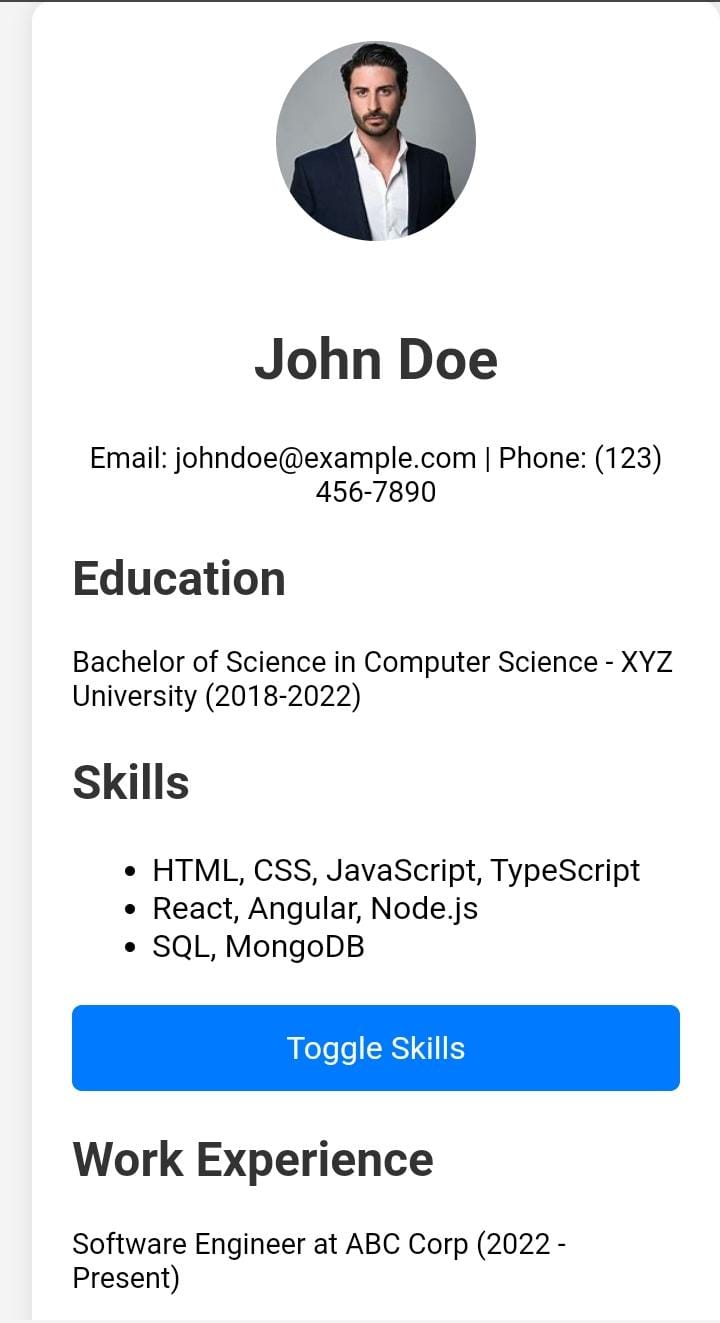 John Doe
Email: johndoe@example.com | Phone: (123)
456-7890
Education
Bachelor of Science in Computer Science - XYZ
University (2018-2022)
Skills
• HTML, CSS, JavaScript, TypeScript
• React, Angular, Node.js
• SQL, MongoDB
Toggle Skills
Work Experience
Software Engineer at ABC Corp (2022 -
Present)